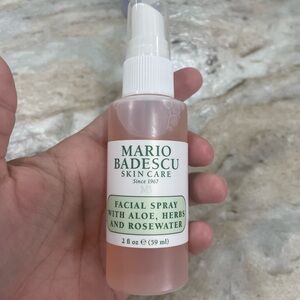 MARIO
BADESCU
SKIN CARE
Since 1967
FACIAL SPRAY
WITH ALOE, HERBS
AND ROSEWATER
2 fl oz ℮ (59 ml)